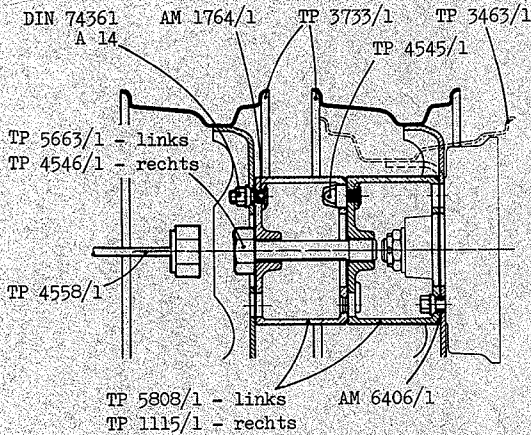 DIN 74361 AM 1764/1 TP 3733/1 TP 3463/1
A 14
TP 4545/1
TP 5663/1 - links
TP 4546/1 - rechts
TP 4558/1
TP 5808/1 - links
TP 1115/1 - rechts
AM 6406/1